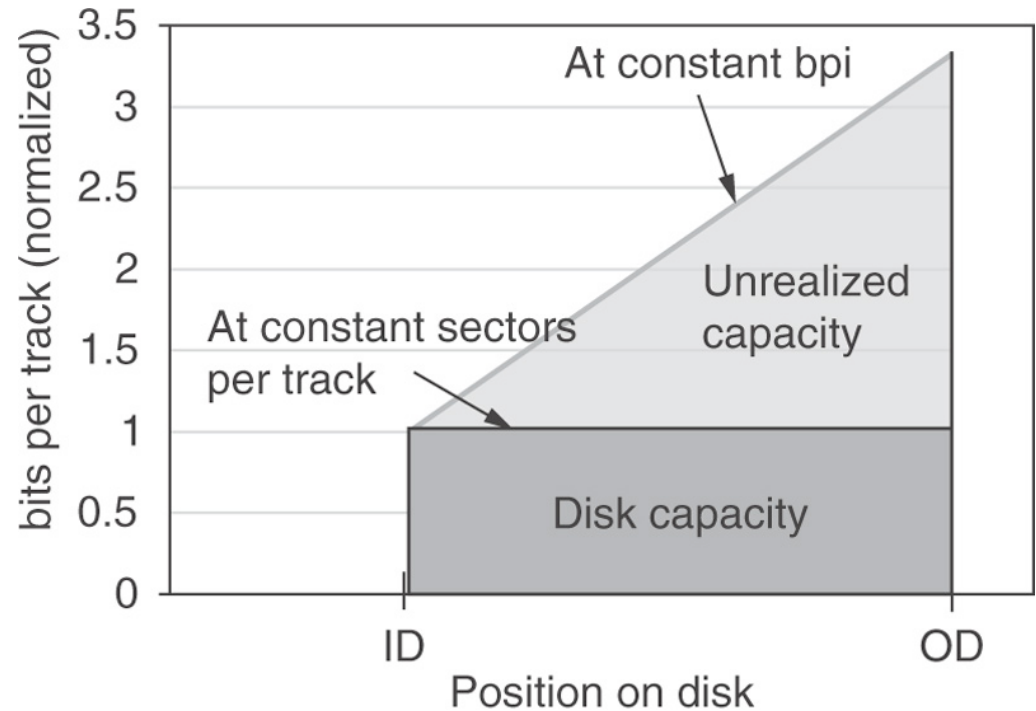 bits per track (normalized)
3.5
3
2.5
2
1.5
1
0.5
0
At constant bpi
Unrealized
capacity
At constant sectors
per track
Disk capacity
ID
OD
Position on disk